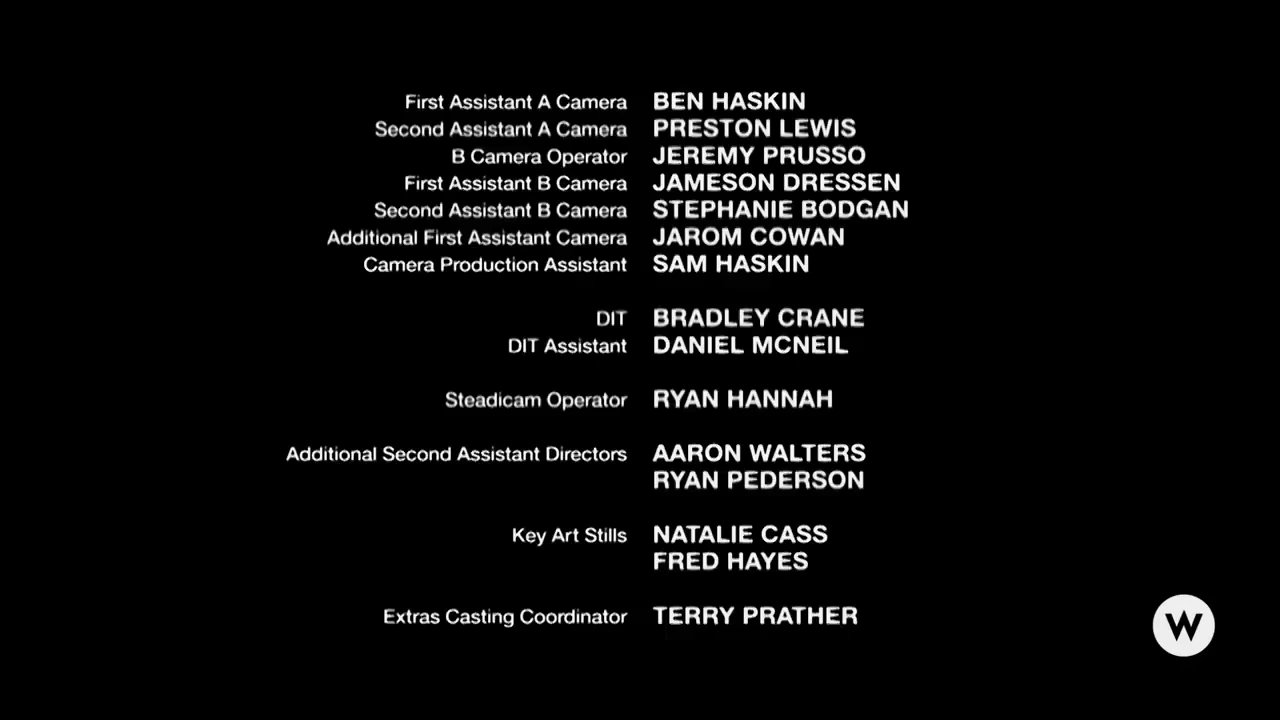 First Assistant A Camera BEN HASKIN
Second Assistant A Camera PRESTON LEWIS
B Camera Operator JEREMY PRUSSO
First Assistant B Camera JAMESON DRESSEN
Second Assistant B Camera STEPHANIE BODGAN
Additional First Assistant Camera JAROM COWAN
Camera Production Assistant SAM HASKIN
DIT BRADLEY CRANE
DIT Assistant DANIEL MCNEIL
Steadicam Operator RYAN HANNAH
Additional Second Assistant Directors AARON WALTERS
RYAN PEDERSON
Key Art Stills NATALIE CASS
FRED HAYES
Extras Casting Coordinator TERRY PRATHER
W